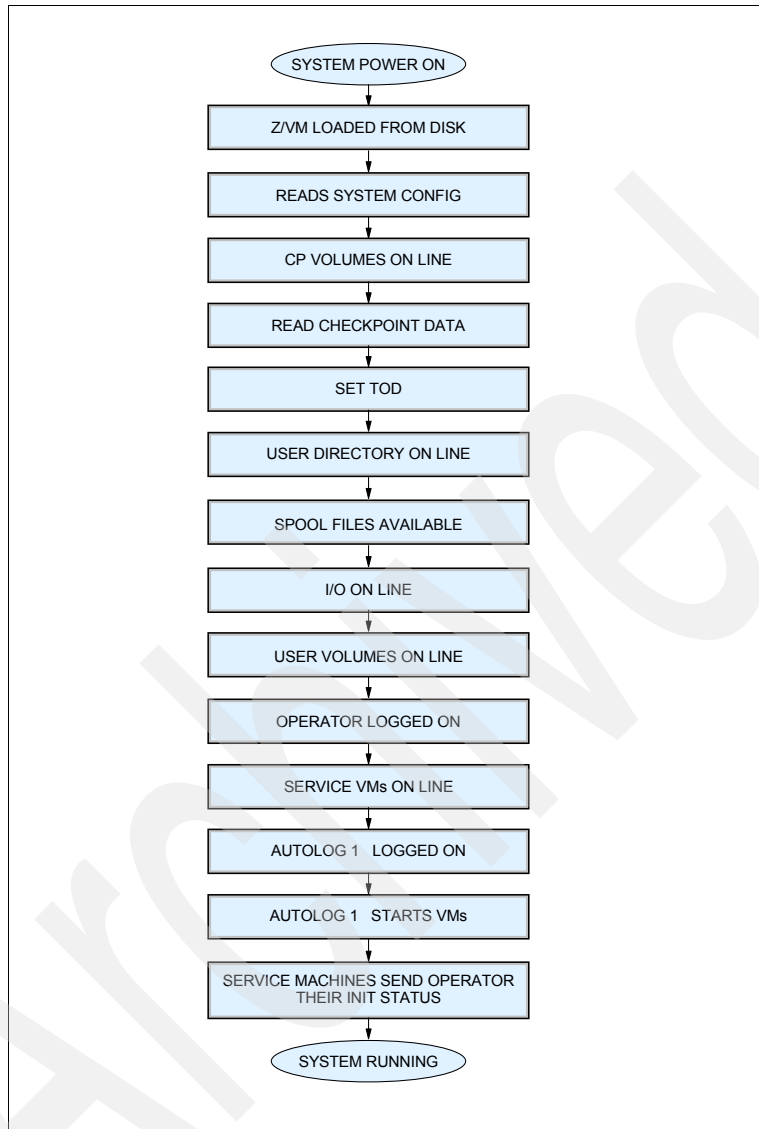 SYSTEM POWER ON
Z/VM LOADED FROM DISK
READS SYSTEM CONFIG
CP VOLUMES ON LINE
READ CHECKPOINT DATA
SET TOD
USER DIRECTORY ON LINE
SPOOL FILES AVAILABLE
I/O ON LINE
USER VOLUMES ON LINE
OPERATOR LOGGED ON
SERVICE VMs ON LINE
AUTOLOG 1 LOGGED ON
AUTOLOG 1 STARTS VMs
SERVICE MACHINES SEND OPERATOR
THEIR INIT STATUS
SYSTEM RUNNING
Archived